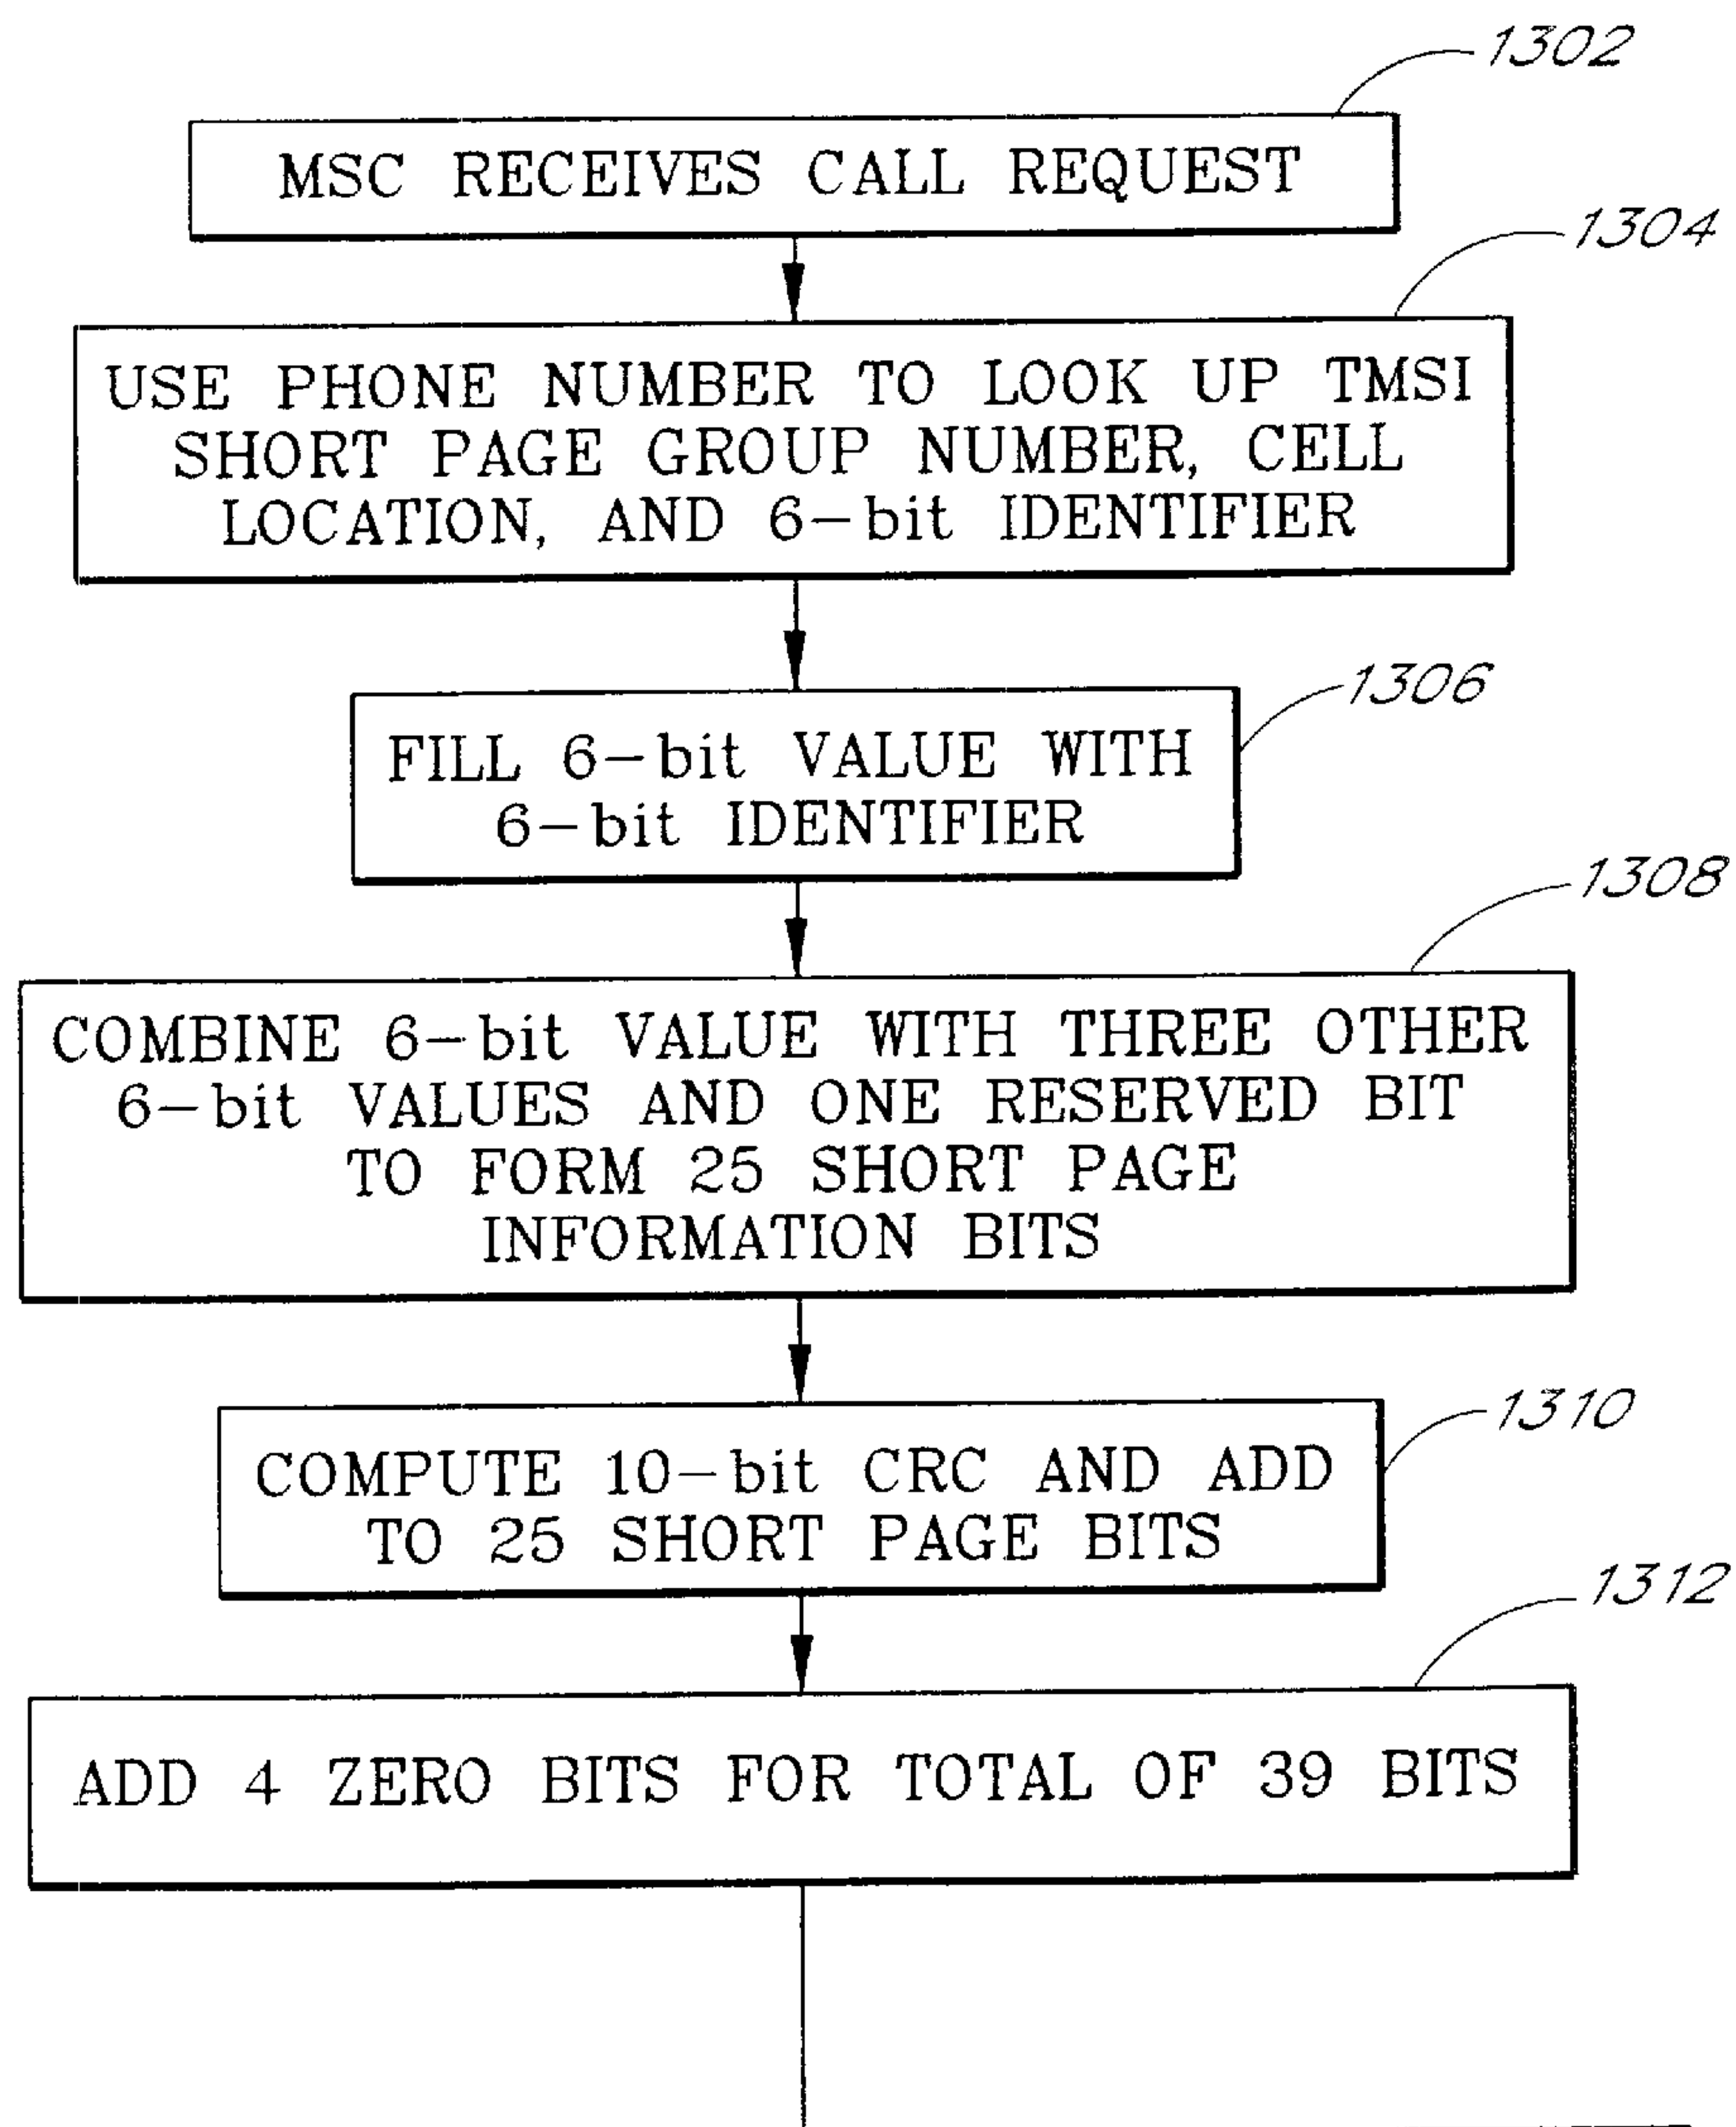 1302
MSC RECEIVES CALL REQUEST
1304
USE PHONE NUMBER TO LOOK UP TMSI
SHORT PAGE GROUP NUMBER, CELL
LOCATION, AND 6-bit IDENTIFIER
1306
FILL 6-bit VALUE WITH
6-bit IDENTIFIER
1308
COMBINE 6-bit VALUE WITH THREE OTHER
6-bit VALUES AND ONE RESERVED BIT
TO FORM 25 SHORT PAGE
INFORMATION BITS
1310
COMPUTE 10-bit CRC AND ADD
TO 25 SHORT PAGE BITS
1312
ADD 4 ZERO BITS FOR TOTAL OF 39 BITS